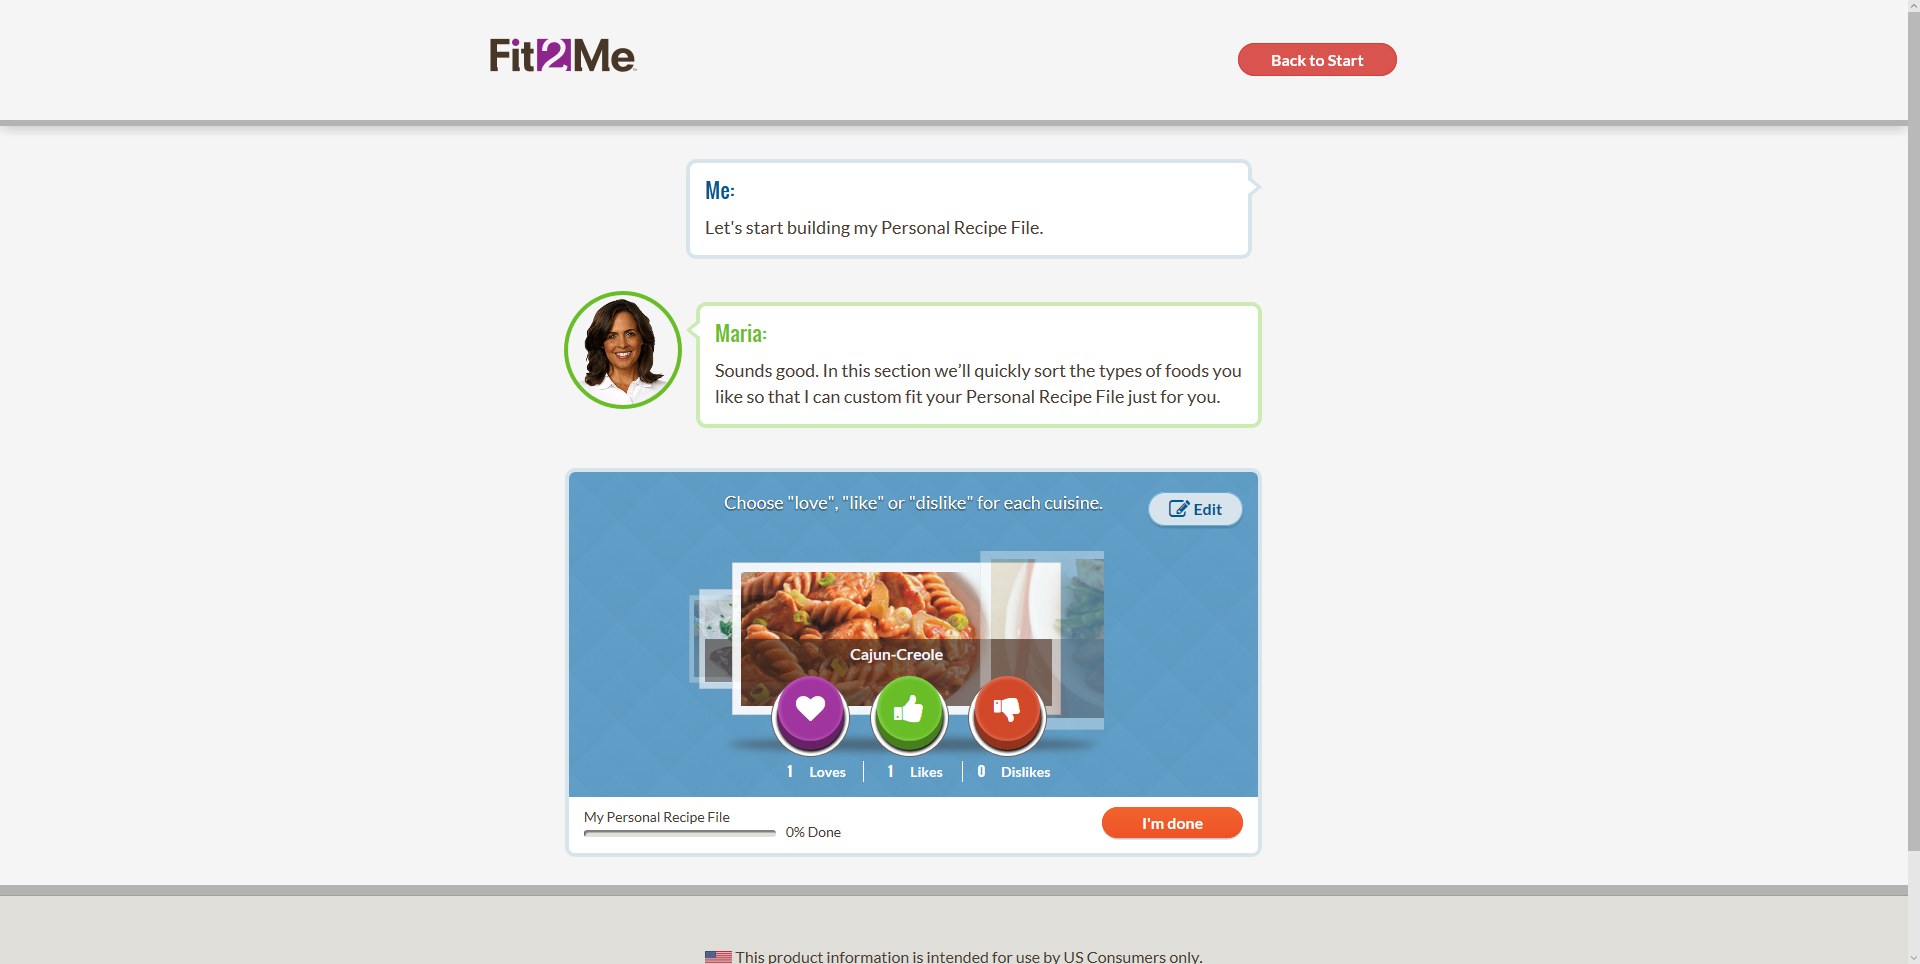 Fit2Me
Back to Start
Me:
Let's start building my Personal Recipe File.
Maria:
Sounds good. In this section we’ll quickly sort the types of foods you
like so that I can custom fit your Personal Recipe File just for you.
Choose "love", "like" or "dislike" for each cuisine.
Edit
Cajun-Creole
1 Loves
1 Likes
0 Dislikes
My Personal Recipe File
0% Done
I'm done
This product information is intended for use by US Consumers only.